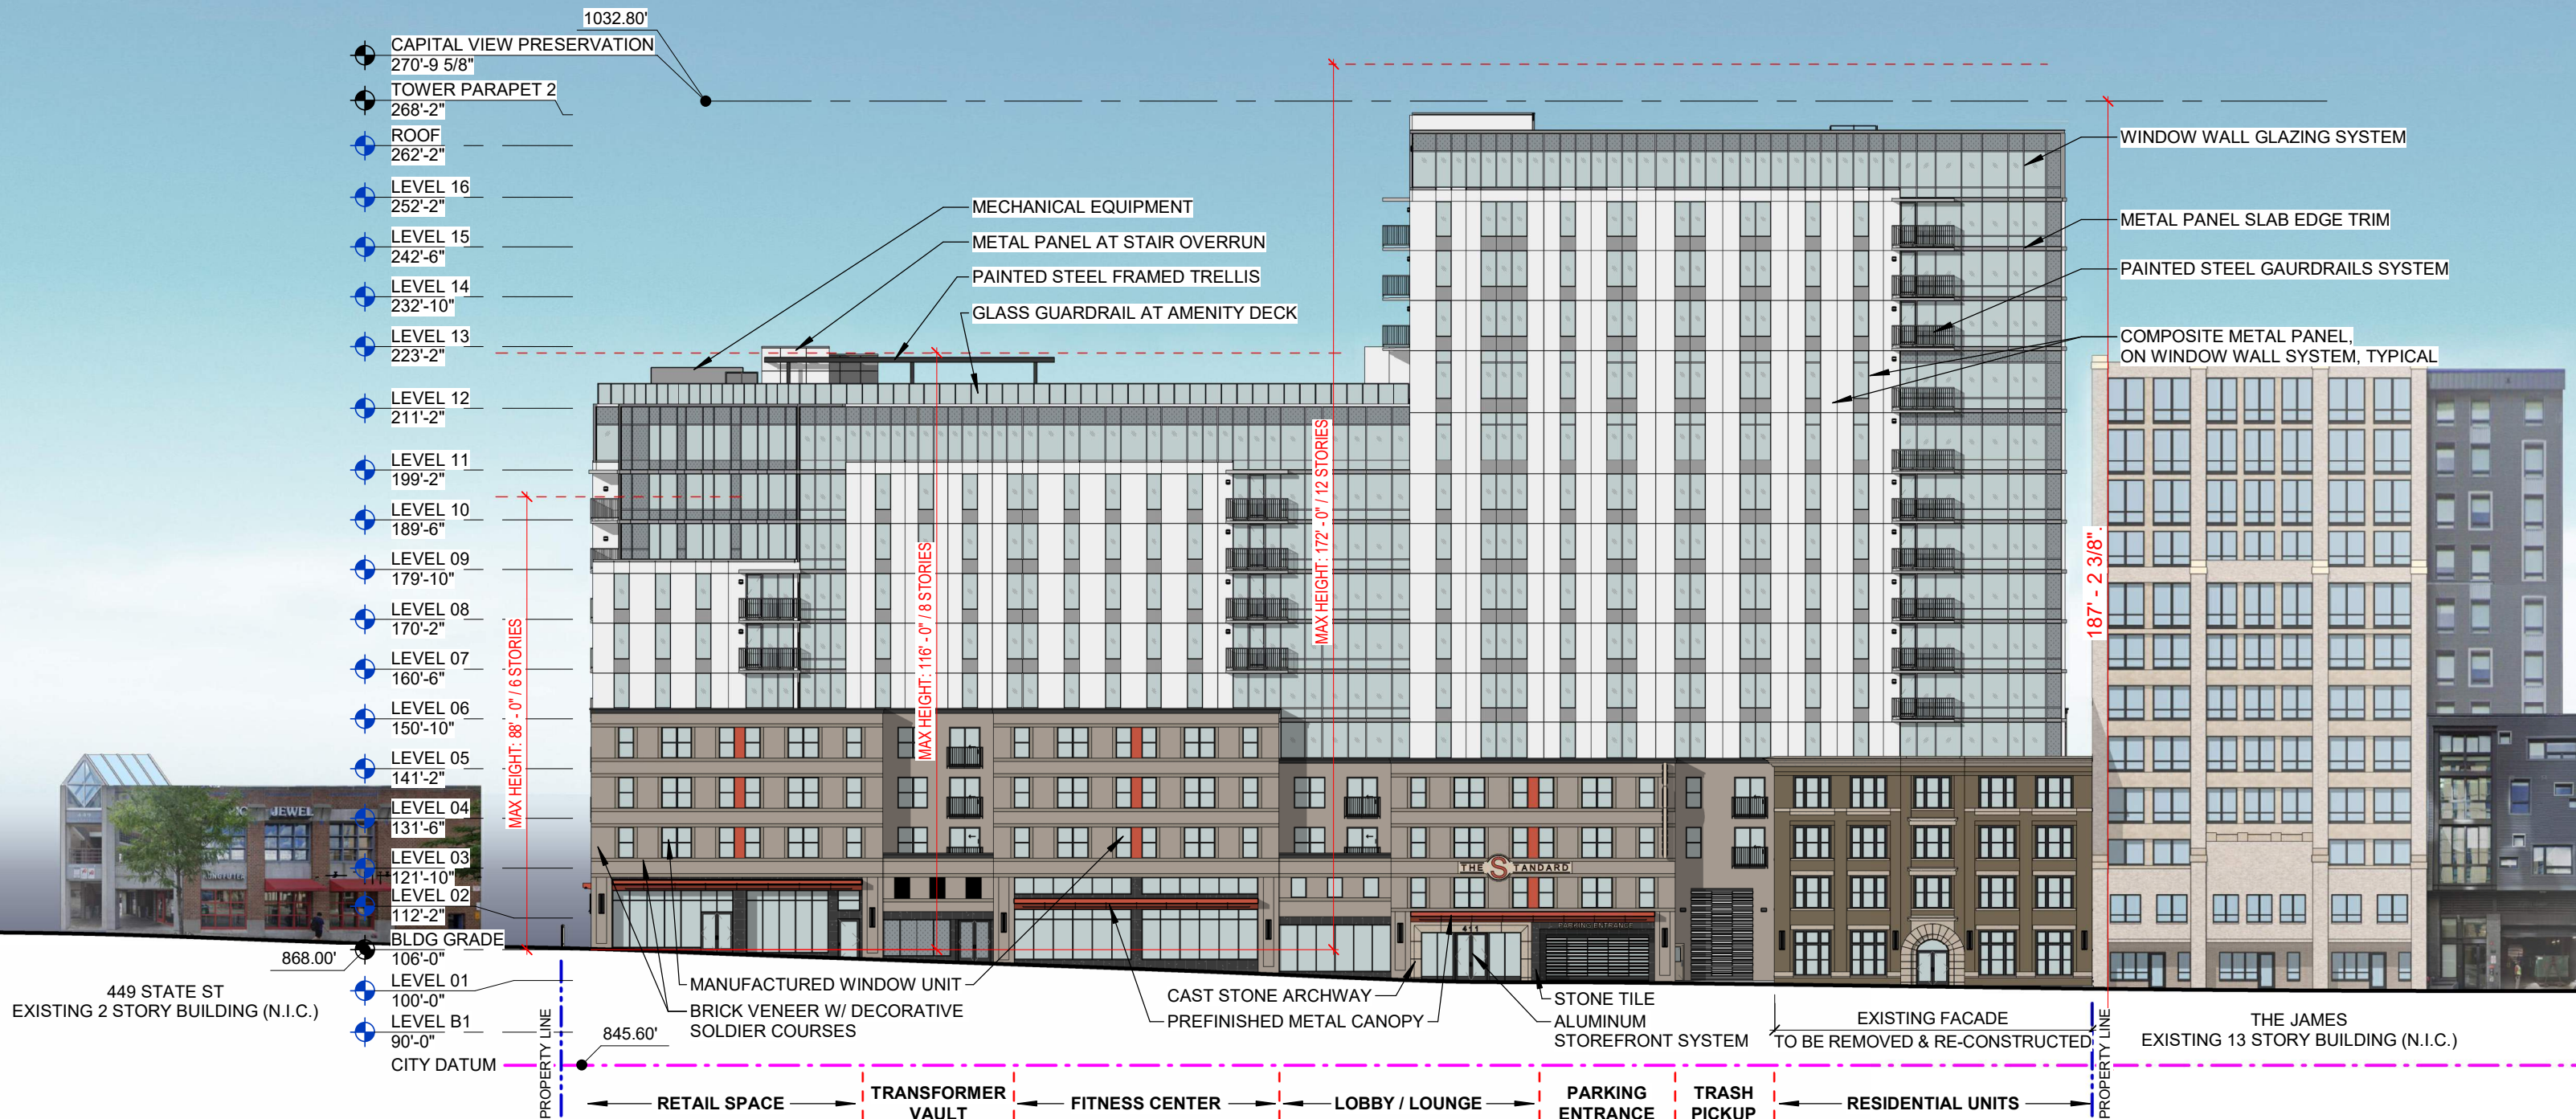 1032.80'
CAPITAL VIEW PRESERVATION
270'-9 5/8"
TOWER PARAPET 2
268'-2"
ROOF
262'-2"
LEVEL 16
252'-2"
LEVEL 15
242'-6"
LEVEL 14
232'-10"
LEVEL 13
223'-2"
LEVEL 12
211'-2"
LEVEL 11
199'-2"
LEVEL 10
189'-6"
LEVEL 09
179'-10"
LEVEL 08
170'-2"
LEVEL 07
160'-6"
LEVEL 06
150'-10"
LEVEL 05
141'-2"
LEVEL 04
131'-6"
LEVEL 03
121'-10"
LEVEL 02
112'-2"
BLDG GRADE
106'-0"
868.00'
LEVEL 01
100'-0"
LEVEL B1
90'-0"
CITY DATUM
845.60'
MECHANICAL EQUIPMENT
METAL PANEL AT STAIR OVERRUN
PAINTED STEEL FRAMED TRELLIS
GLASS GUARDRAIL AT AMENITY DECK
WINDOW WALL GLAZING SYSTEM
METAL PANEL SLAB EDGE TRIM
PAINTED STEEL GAURDRAILS SYSTEM
COMPOSITE METAL PANEL,
ON WINDOW WALL SYSTEM, TYPICAL
MAX HEIGHT: 88' - 0" / 6 STORIES
MAX HEIGHT: 116' - 0" / 8 STORIES
MAX HEIGHT: 172' - 0" / 12 STORIES
187' - 2 3/8".
JEWEL
THE STANDARD
411
PARKING ENTRANCE
449 STATE ST
EXISTING 2 STORY BUILDING (N.I.C.)
MANUFACTURED WINDOW UNIT
BRICK VENEER W/ DECORATIVE
SOLDIER COURSES
CAST STONE ARCHWAY
PREFINISHED METAL CANOPY
STONE TILE
ALUMINUM
STOREFRONT SYSTEM
EXISTING FACADE
TO BE REMOVED & RE-CONSTRUCTED
THE JAMES
EXISTING 13 STORY BUILDING (N.I.C.)
PROPERTY LINE
PROPERTY LINE
RETAIL SPACE
TRANSFORMER
VAULT
FITNESS CENTER
LOBBY / LOUNGE
PARKING
ENTRANCE
TRASH
PICKUP
RESIDENTIAL UNITS